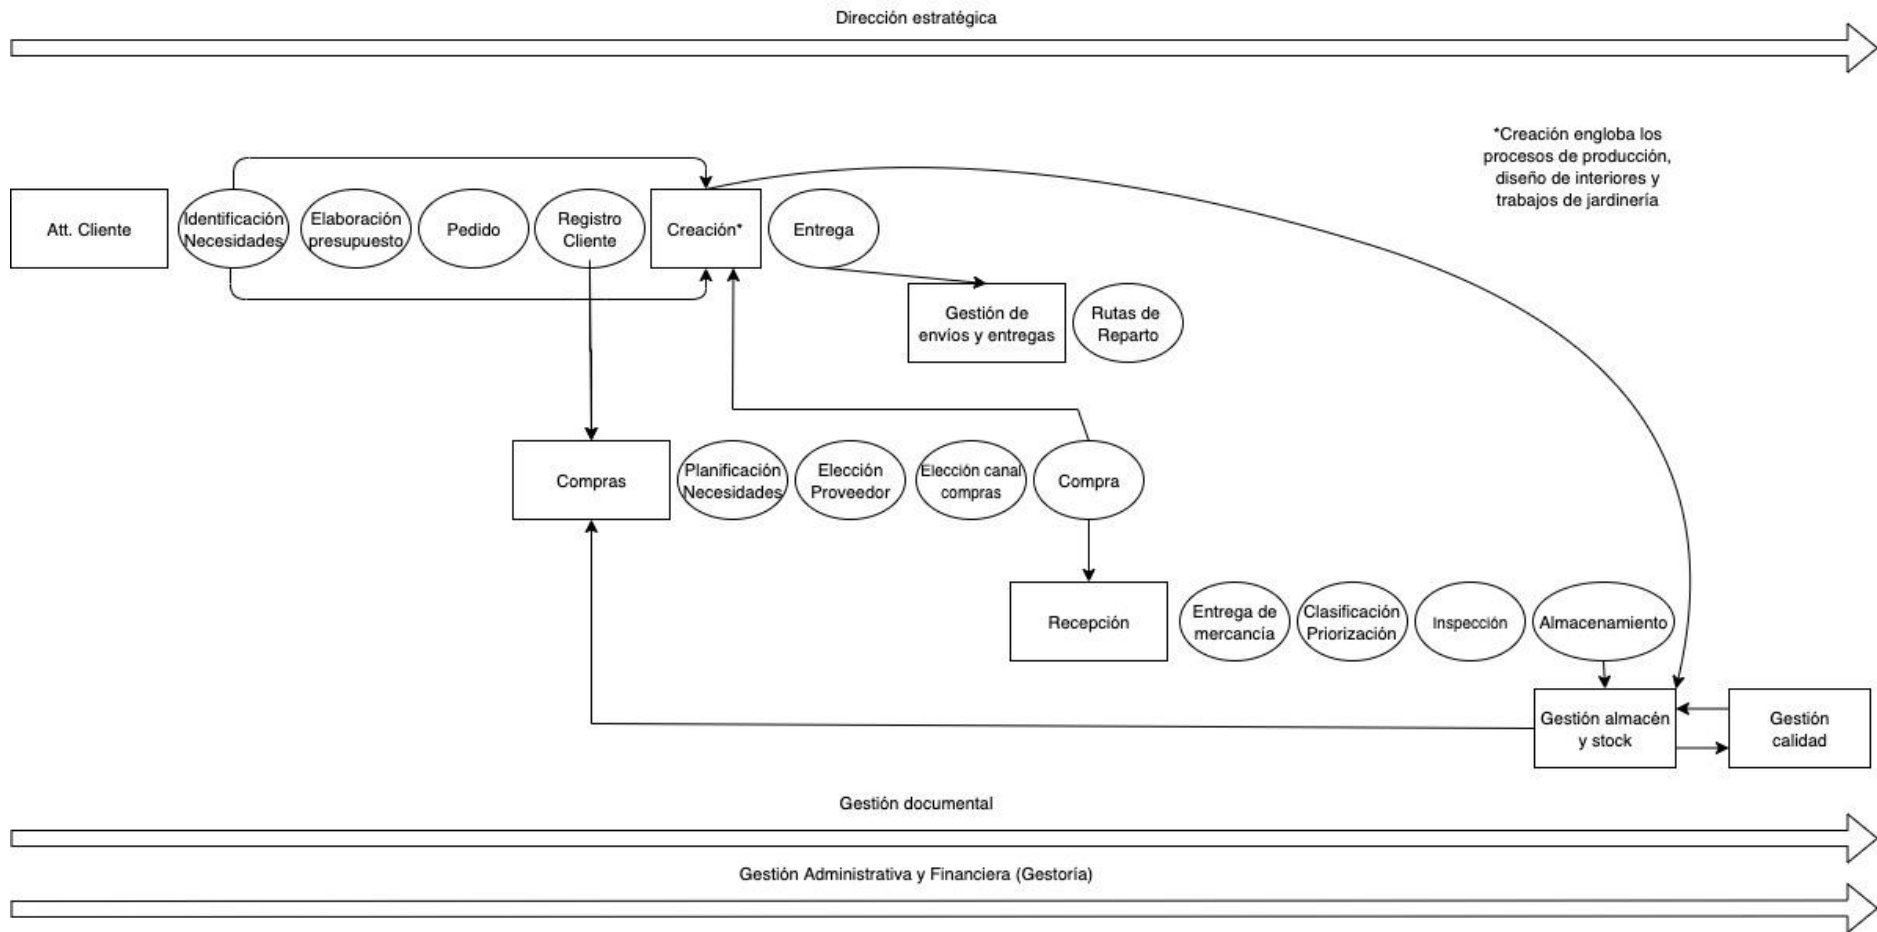 Dirección estratégica
*Creación engloba los
procesos de producción,
diseño de interiores y
trabajos de jardinería
Att. Cliente
Identificación
Necesidades
Elaboración
presupuesto
Pedido
Registro
Cliente
Creación*
Entrega
Gestión de
envíos y entregas
Rutas de
Reparto
Compras
Planificación
Necesidades
Elección
Proveedor
Elección canal
compras
Compra
Recepción
Entrega de
mercancía
Clasificación
Priorización
Inspección
Almacenamiento
Gestión almacén
y stock
Gestión
calidad
Gestión documental
Gestión Administrativa y Financiera (Gestoría)